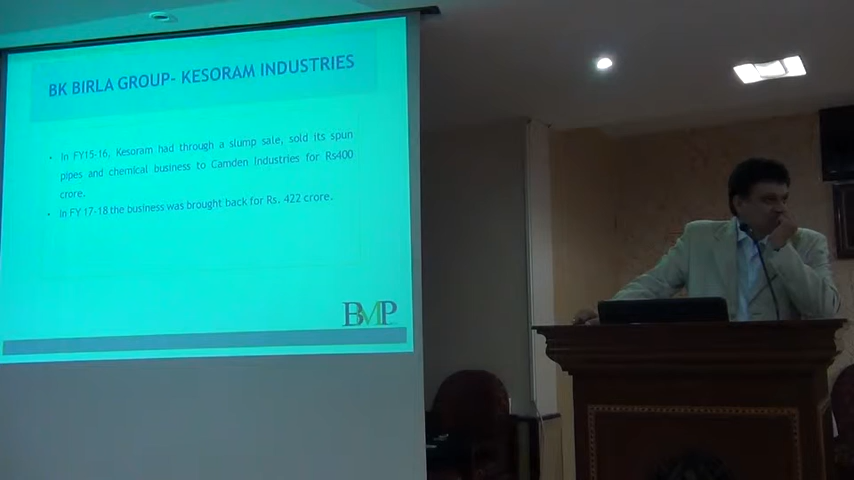 BK BIRLA GROUP- KESORAM INDUSTRIES
• In FY15-16, Kesoram had through a slump sale, sold its spun
pipes and chemical business to Camden Industries for Rs400
crore.
• In FY 17-18 the business was brought back for Rs. 422 crore.
BMP